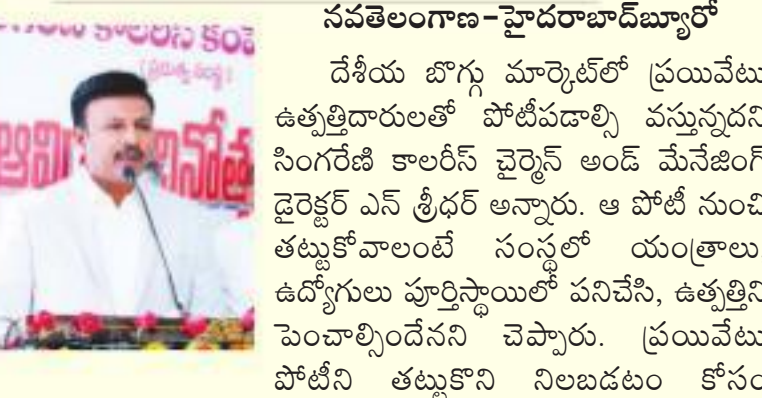 కాలరీస్ కంపె
నవతెలంగాణ-హైదరాబాద్‌బ్యూరో
దేశీయ బొగ్గు మార్కెట్‌లో ప్రయివేటు
ఉత్పత్తిదారులతో పోటీపడాల్సి వస్తున్నదని
సింగరేణి కాలరీస్ చైర్మెన్ అండ్ మేనేజింగ్
డైరెక్టర్ ఎన్ శ్రీధర్ అన్నారు. ఆ పోటీ నుంచి
తట్టుకోవాలంటే సంస్థలో యంత్రాలు
ఉద్యోగులు పూర్తిస్థాయిలో పనిచేసి, ఉత్పత్తిని
పెంచాల్సిందేనని చెప్పారు. ప్రయివేటు
పోటీని తట్టుకొని నిలబడటం కోసం